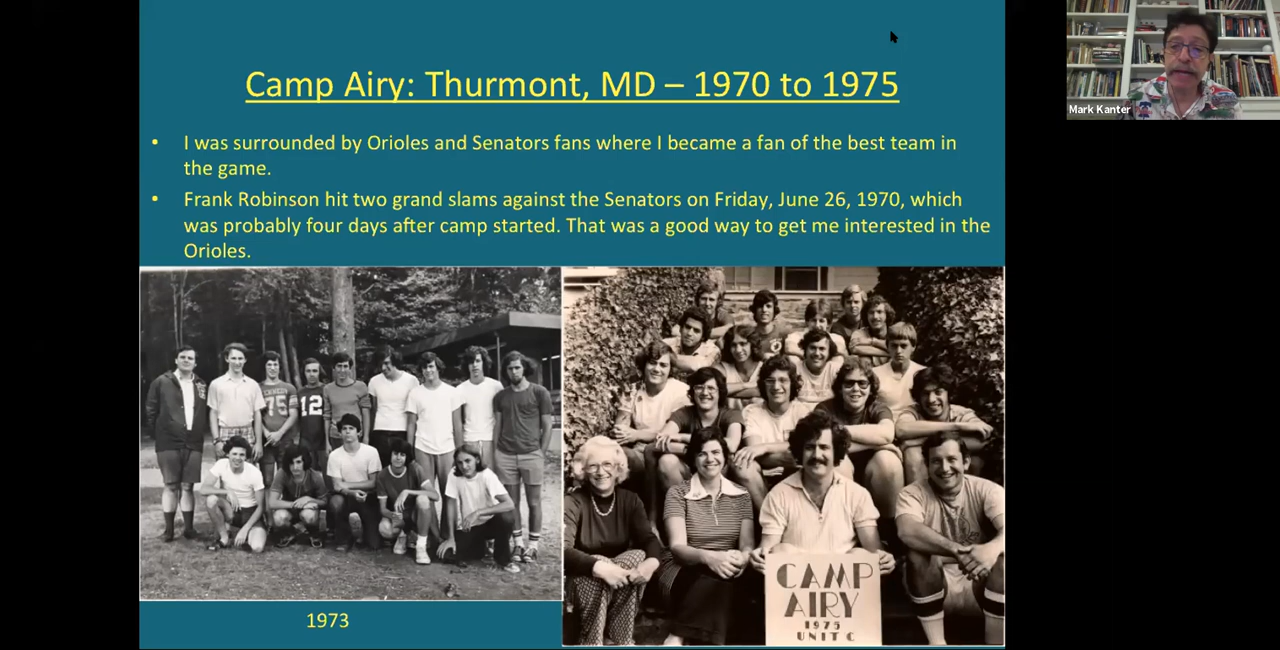 Camp Airy: Thurmont, MD – 1970 to 1975
Mark Kanter
• I was surrounded by Orioles and Senators fans where I became a fan of the best team in
the game.
• Frank Robinson hit two grand slams against the Senators on Friday, June 26, 1970, which
was probably four days after camp started. That was a good way to get me interested in the
Orioles.
75
12
CAMP
AIRY
1975
UNIT C
1973